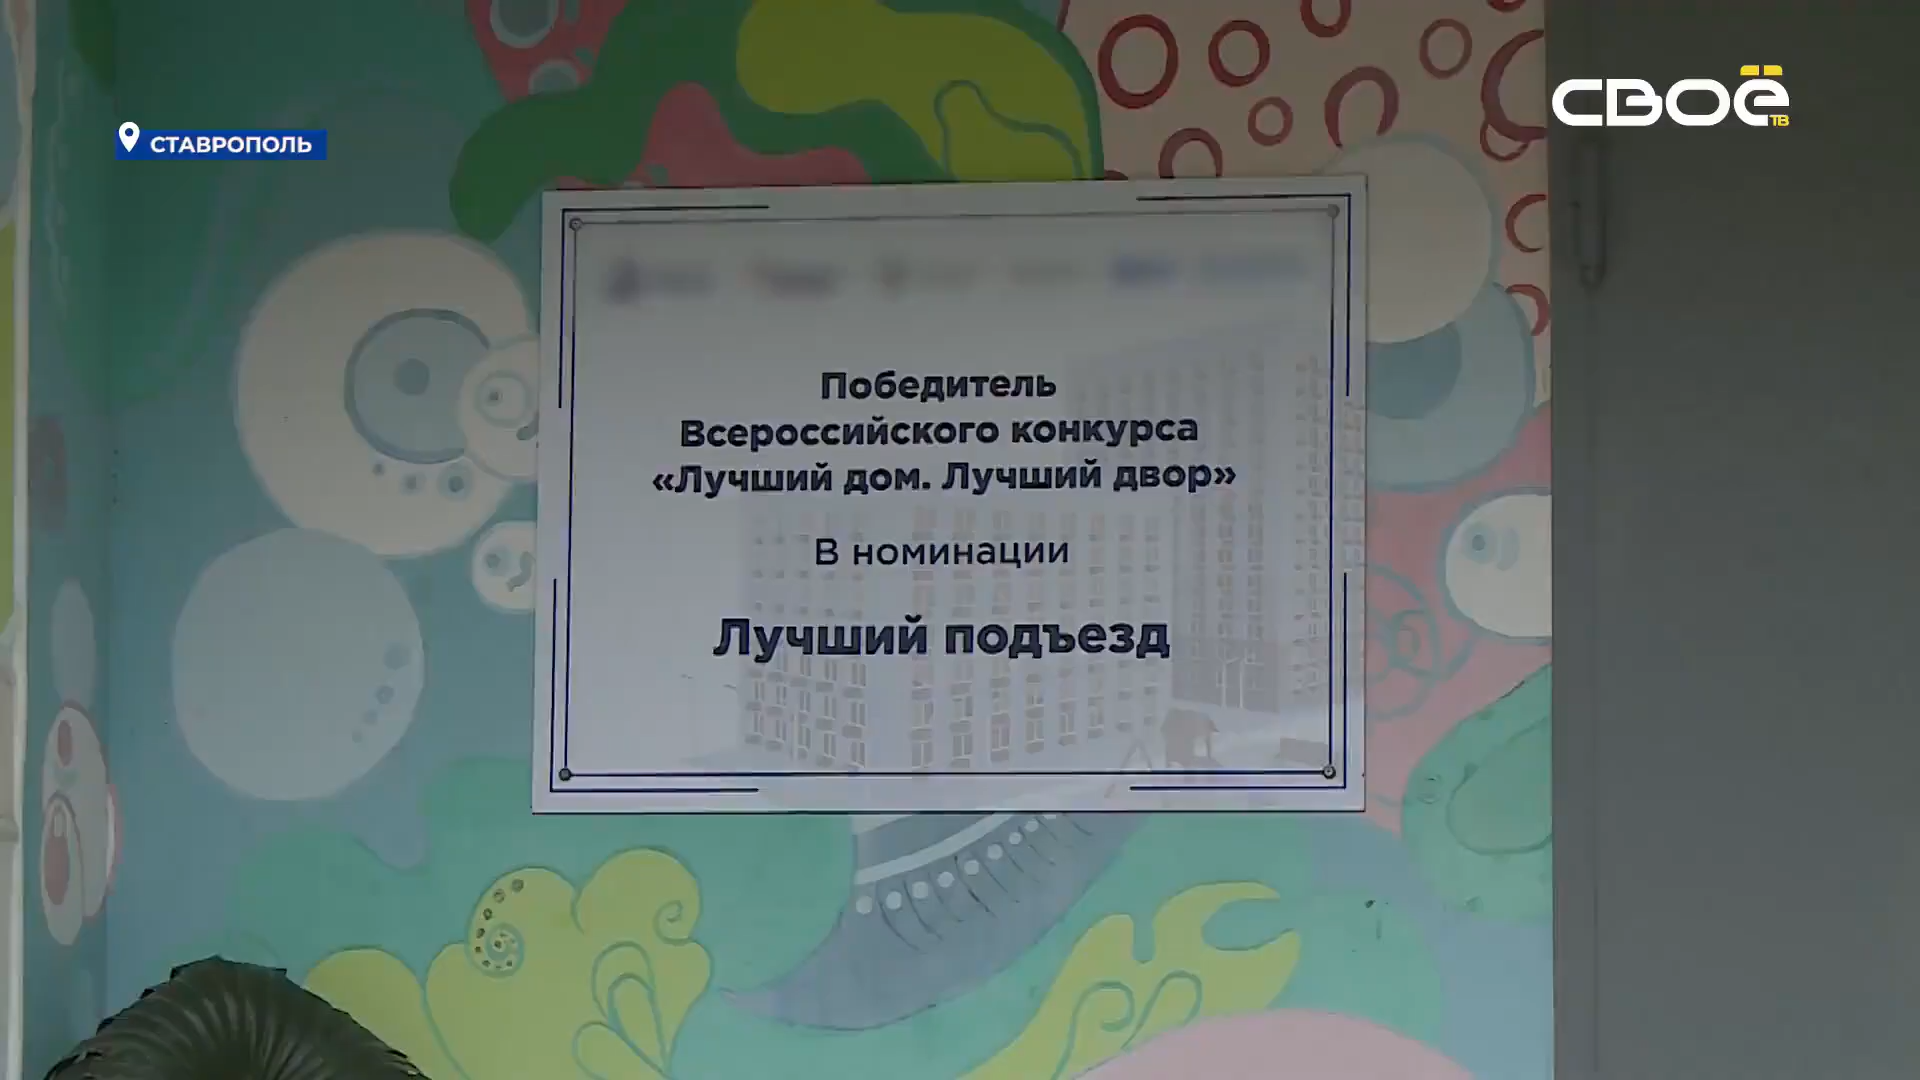 СТАВРОПОЛЬ
СВОЁ
ТВ
Победитель
Всероссийского конкурса
«Лучший дом. Лучший двор»
В номинации
Лучший подъезд